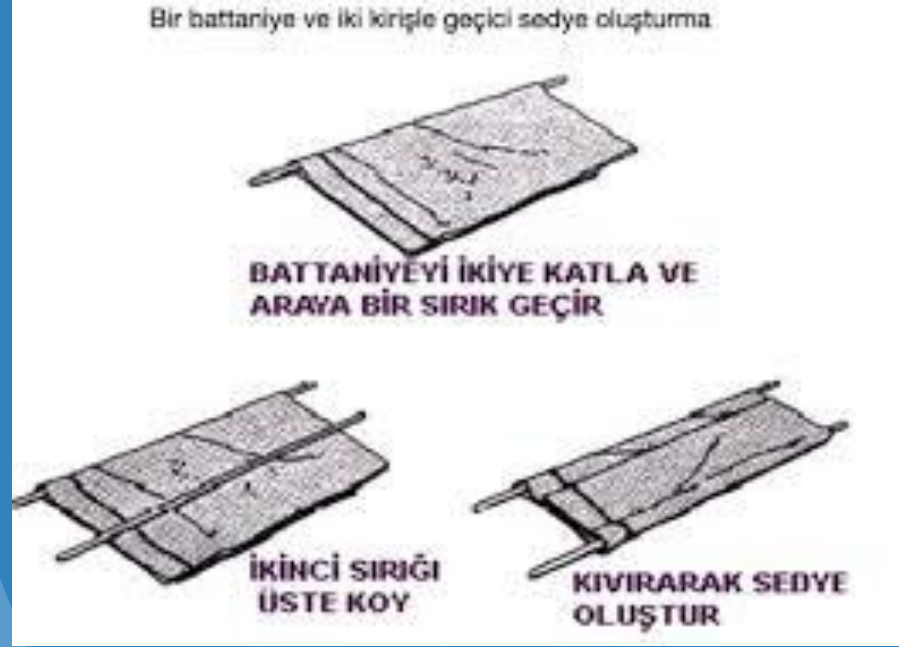 Bir battaniye ve iki kirişle geçici sedye oluşturma
BATTANİYEYİ İKİYE KATLA VE
ARAYA BİR SIRIK GEÇİR
İKİNCİ SIRIĞI
ÜSTE KOY
KIVIRARAK SEDYE
OLUŞTUR